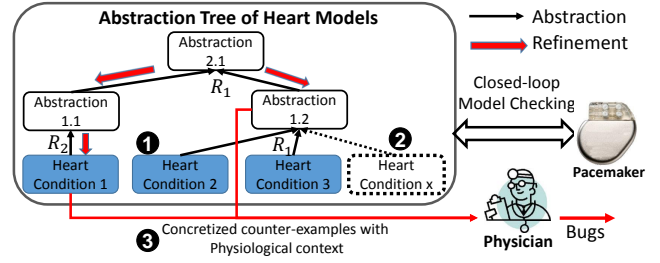 Abstraction Tree of Heart Models
Abstraction
Refinement
Abstraction
2.1
R1
Abstraction
1.1
Abstraction
1.2
Closed-loop
Model Checking
R2
1
R1
2
Heart
Condition 1
Heart
Condition 2
Heart
Condition 3
Heart
Condition x
Pacemaker
3
Concretized counter-examples with
Physiological context
Physician
Bugs